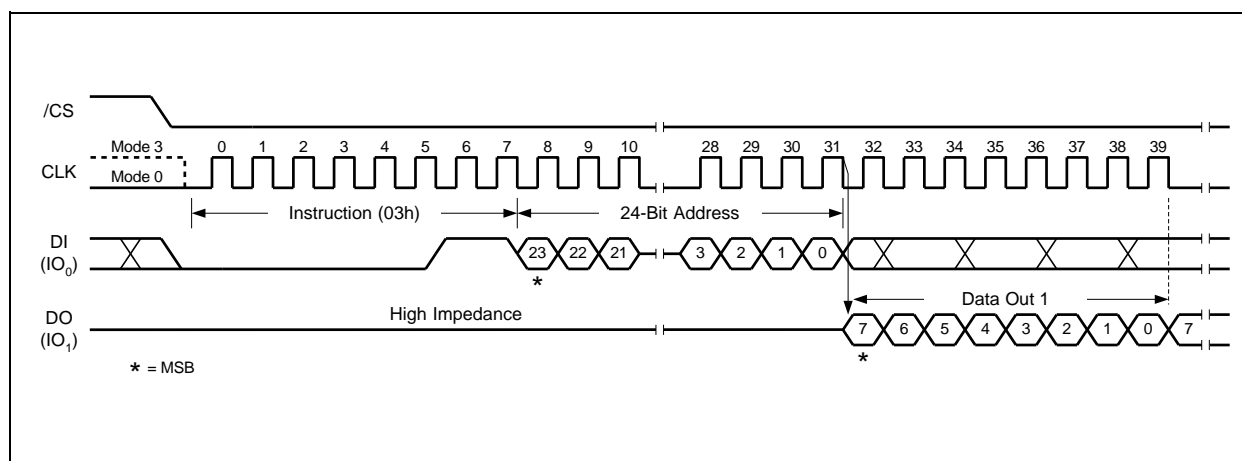 /CS
Mode 3 0 1 2 3 4 5 6 7 8 9 10 28 29 30 31 32 33 34 35 36 37 38 39
CLK
Mode 0
Instruction (03h) 24-Bit Address
DI
(IO0)
23 22 21 3 2 1 0
*
High Impedance Data Out 1
DO
(IO1)
7 6 5 4 3 2 1 0 7
*
* = MSB